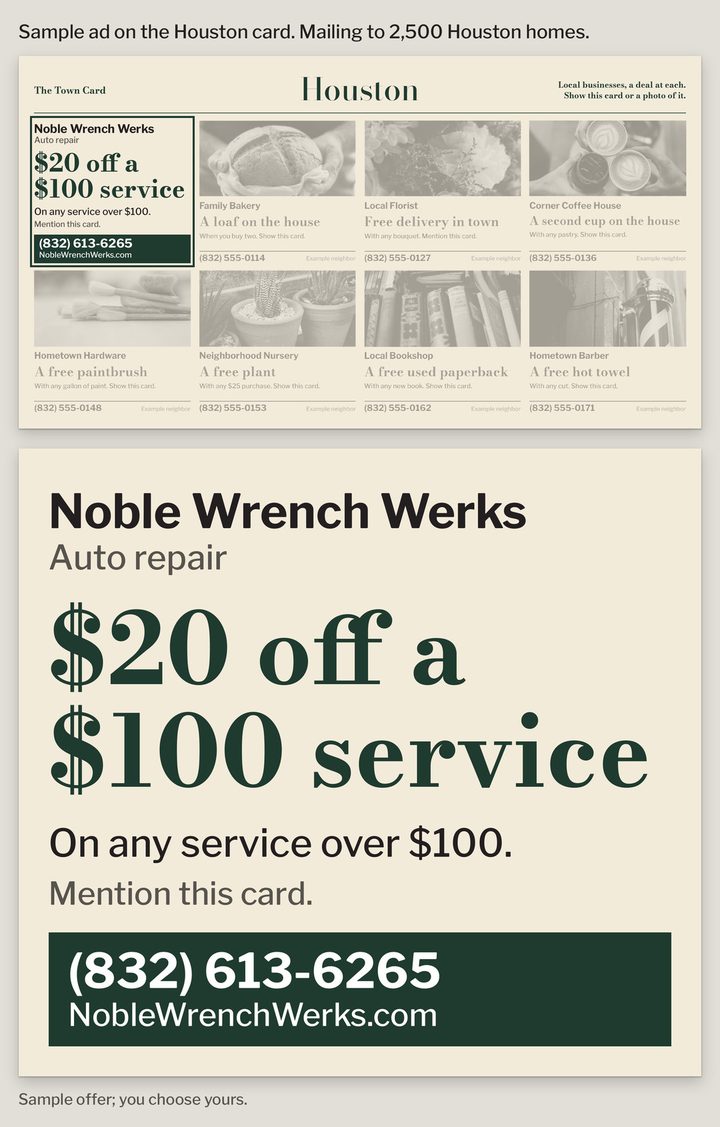 Sample ad on the Houston card. Mailing to 2,500 Houston homes.
The Town Card
Houston
Local businesses, a deal at each.
Show this card or a photo of it.
Noble Wrench Werks
Auto repair
$20 off a
$100 service
On any service over $100.
Mention this card.
(832) 613-6265
NobleWrenchWerks.com
Family Bakery
A loaf on the house
When you buy two. Show this card.
(832) 555-0114
Example neighbor
Local Florist
Free delivery in town
With any bouquet. Mention this card.
(832) 555-0127
Example neighbor
Corner Coffee House
A second cup on the house
With any pastry. Show this card.
(832) 555-0136
Example neighbor
Hometown Hardware
A free paintbrush
With any gallon of paint. Show this card.
(832) 555-0148
Example neighbor
Neighborhood Nursery
A free plant
With any $25 purchase. Show this card.
(832) 555-0153
Example neighbor
Local Bookshop
A free used paperback
With any new book. Show this card.
(832) 555-0162
Example neighbor
Hometown Barber
A free hot towel
With any cut. Show this card.
(832) 555-0171
Example neighbor
Noble Wrench Werks
Auto repair
$20 off a
$100 service
On any service over $100.
Mention this card.
(832) 613-6265
NobleWrenchWerks.com
Sample offer; you choose yours.